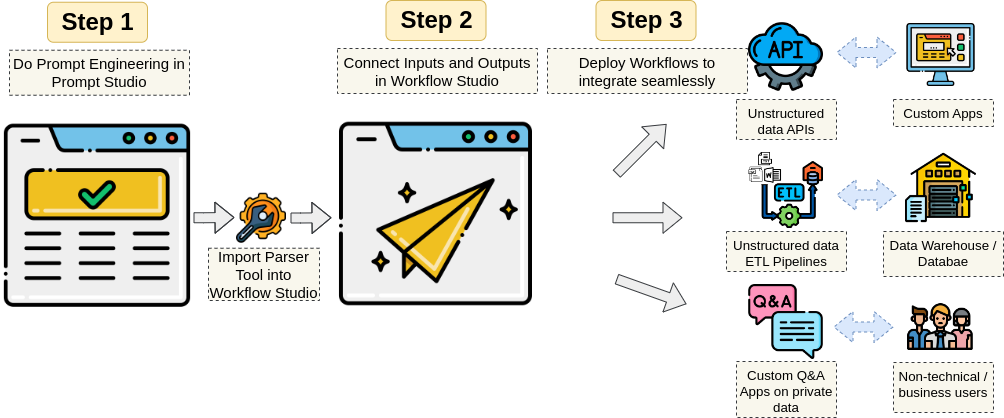 Step 1
Do Prompt Engineering in
Prompt Studio
Import Parser
Tool into
Workflow Studio
Step 2
Connect Inputs and Outputs
in Workflow Studio
Step 3
Deploy Workflows to
integrate seamlessly
API
Unstructured
data APIs
Custom Apps
ETL
Unstructured data
ETL Pipelines
Data Warehouse /
Databae
Q&A
Custom Q&A
Apps on private
data
Non-technical /
business users